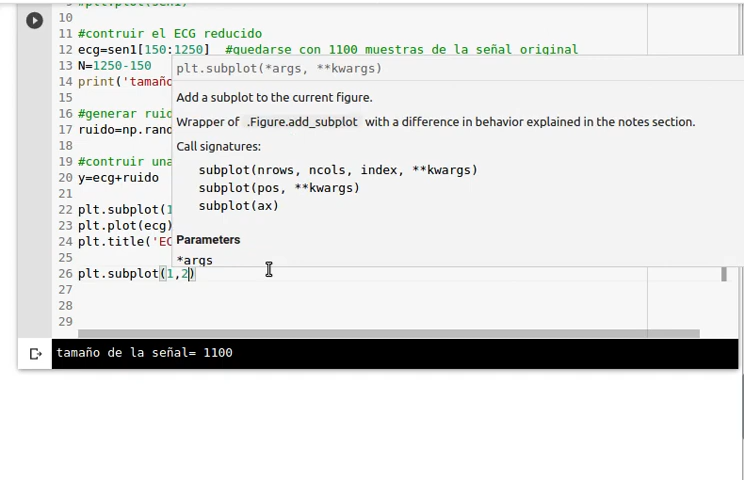 9 #plt.plot(sen1)
10
11 #contruir el ECG reducido
12 ecg=sen1[150:1250] #quedarse con 1100 muestras de la señal original
13 N=1250-150
14 print('tamaño
15
16 #generar ruid
17 ruido=np.rand
18
19 #contruir una
20 y=ecg+ruido
21
22 plt.subplot(1
23 plt.plot(ecg)
24 plt.title('EC
25
26 plt.subplot(1,2)
27
28
29
plt.subplot(*args, **kwargs)
Add a subplot to the current figure.
Wrapper of .Figure.add_subplot with a difference in behavior explained in the notes section.
Call signatures:
subplot(nrows, ncols, index, **kwargs)
subplot(pos, **kwargs)
subplot(ax)
Parameters
*args
tamaño de la señal= 1100